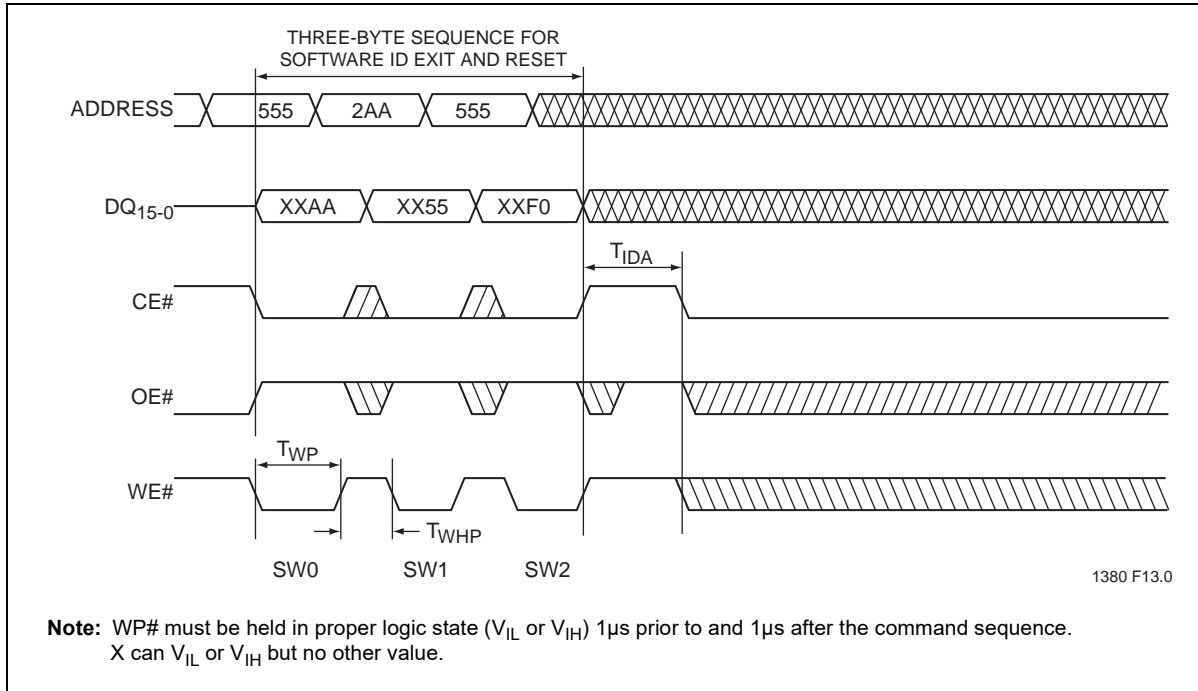 THREE-BYTE SEQUENCE FOR
SOFTWARE ID EXIT AND RESET
ADDRESS 555 2AA 555
DQ15-0 XXAA XX55 XXF0
TIDA
CE#
OE#
TWP
WE#
TWHP
SW0 SW1 SW2
1380 F13.0
Note: WP# must be held in proper logic state (VIL or VIH) 1µs prior to and 1µs after the command sequence.
X can VIL or VIH but no other value.